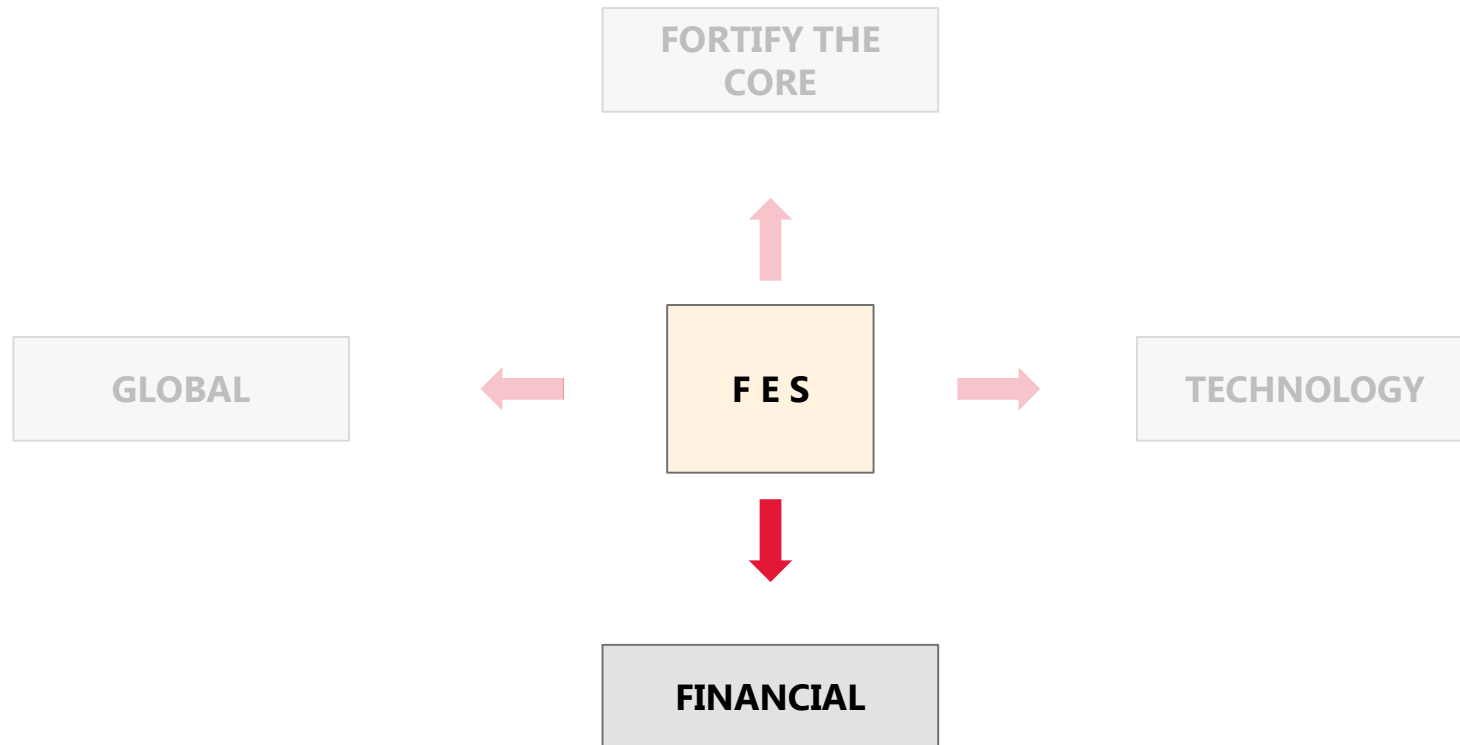 FORTIFY THE
CORE
GLOBAL
F E S
TECHNOLOGY
FINANCIAL